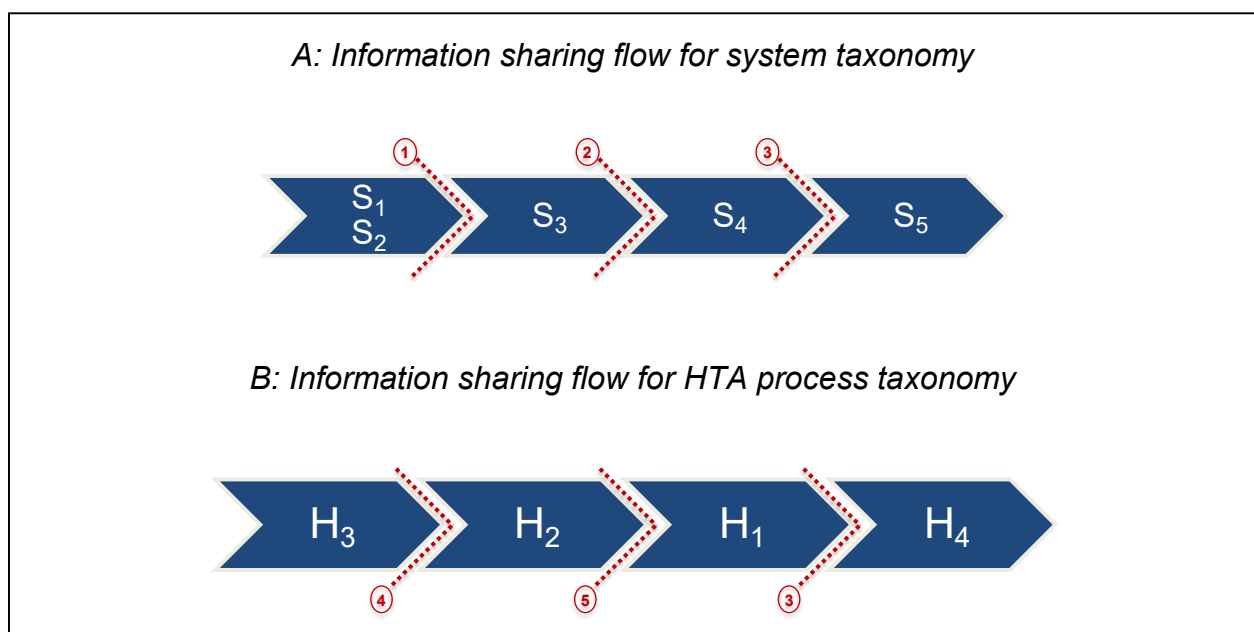 A: Information sharing flow for system taxonomy
1 2 3
S₁
S₂
S₃
S₄
S₅
B: Information sharing flow for HTA process taxonomy
H₃ H₂ H₁ H₄
4 5 3